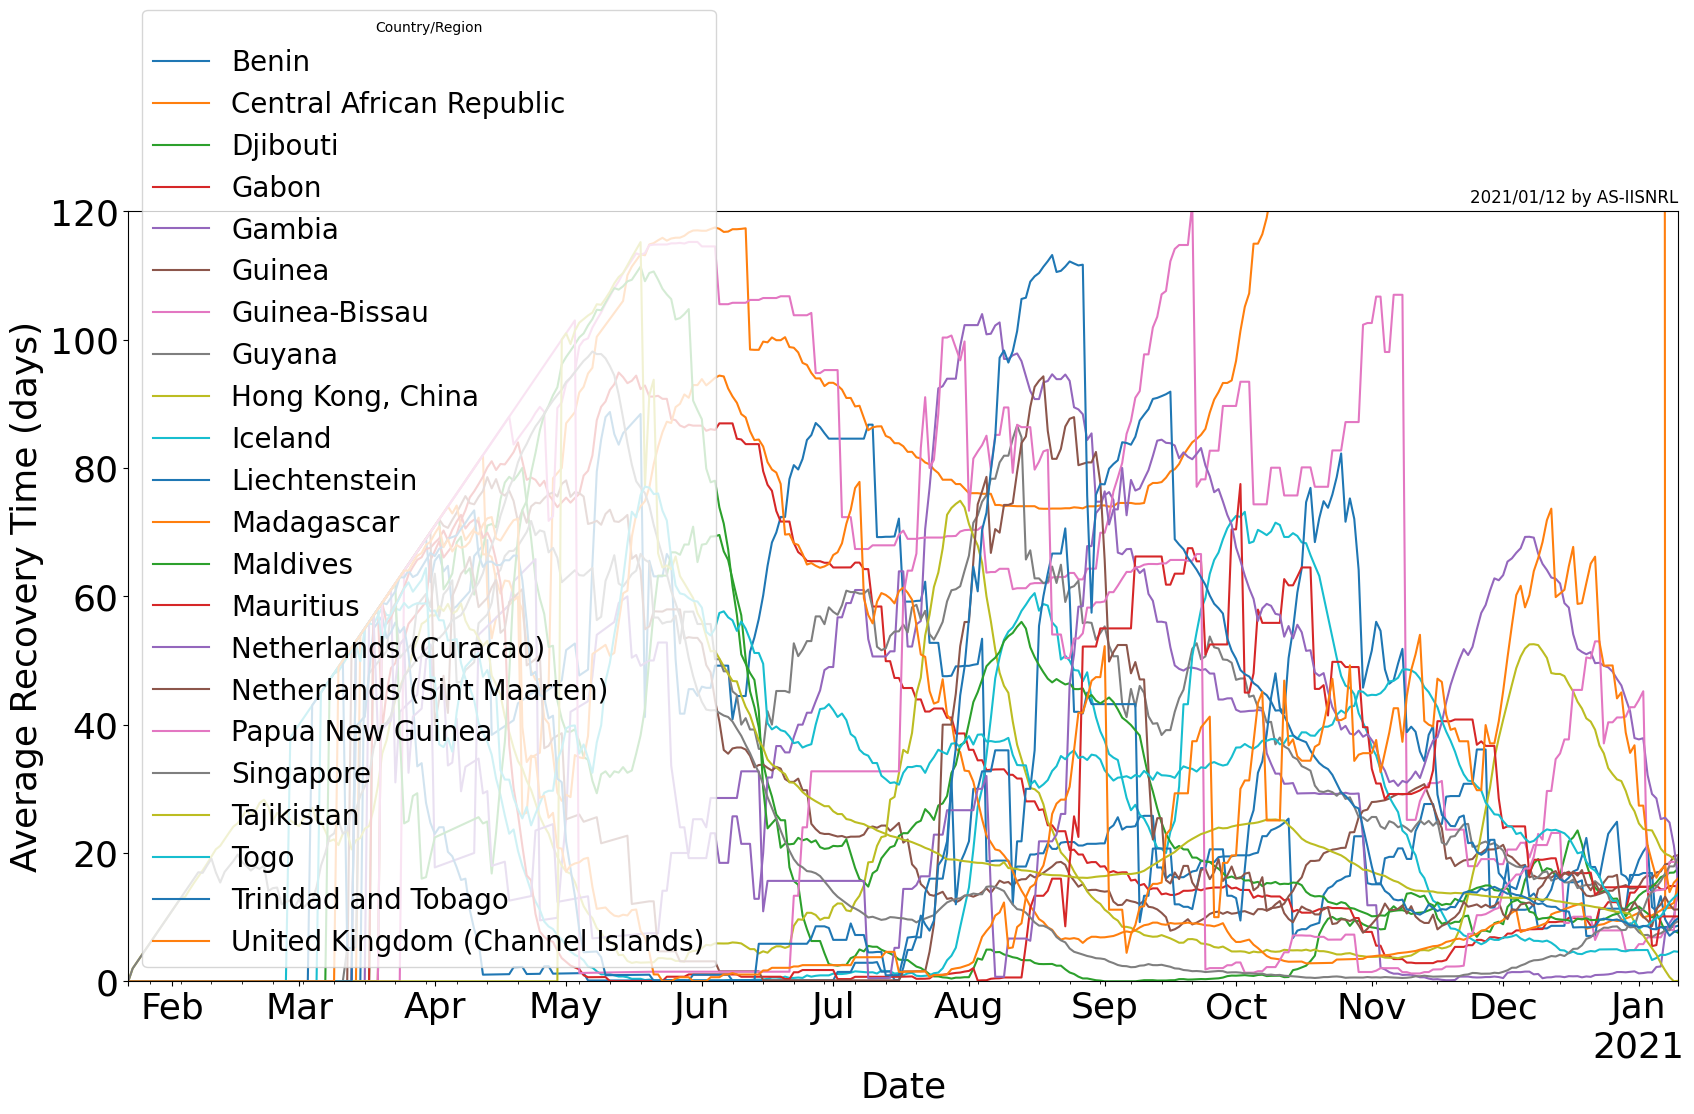 Country/Region
Benin
Central African Republic
Djibouti
Gabon
Gambia
Guinea
Guinea-Bissau
Guyana
Hong Kong, China
Iceland
Liechtenstein
Madagascar
Maldives
Mauritius
Netherlands (Curacao)
Netherlands (Sint Maarten)
Papua New Guinea
Singapore
Tajikistan
Togo
Trinidad and Tobago
United Kingdom (Channel Islands)
2021/01/12 by AS-IISNRL
Average Recovery Time (days)
120
100
80
60
40
20
0
Feb Mar Apr May Jun Jul Aug Sep Oct Nov Dec Jan
2021
Date